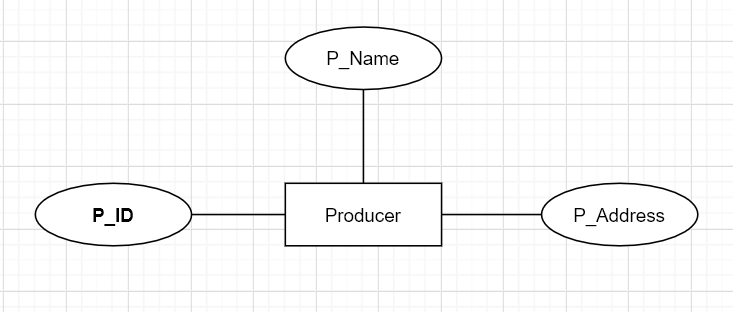 P_Name
P_ID
Producer
P_Address